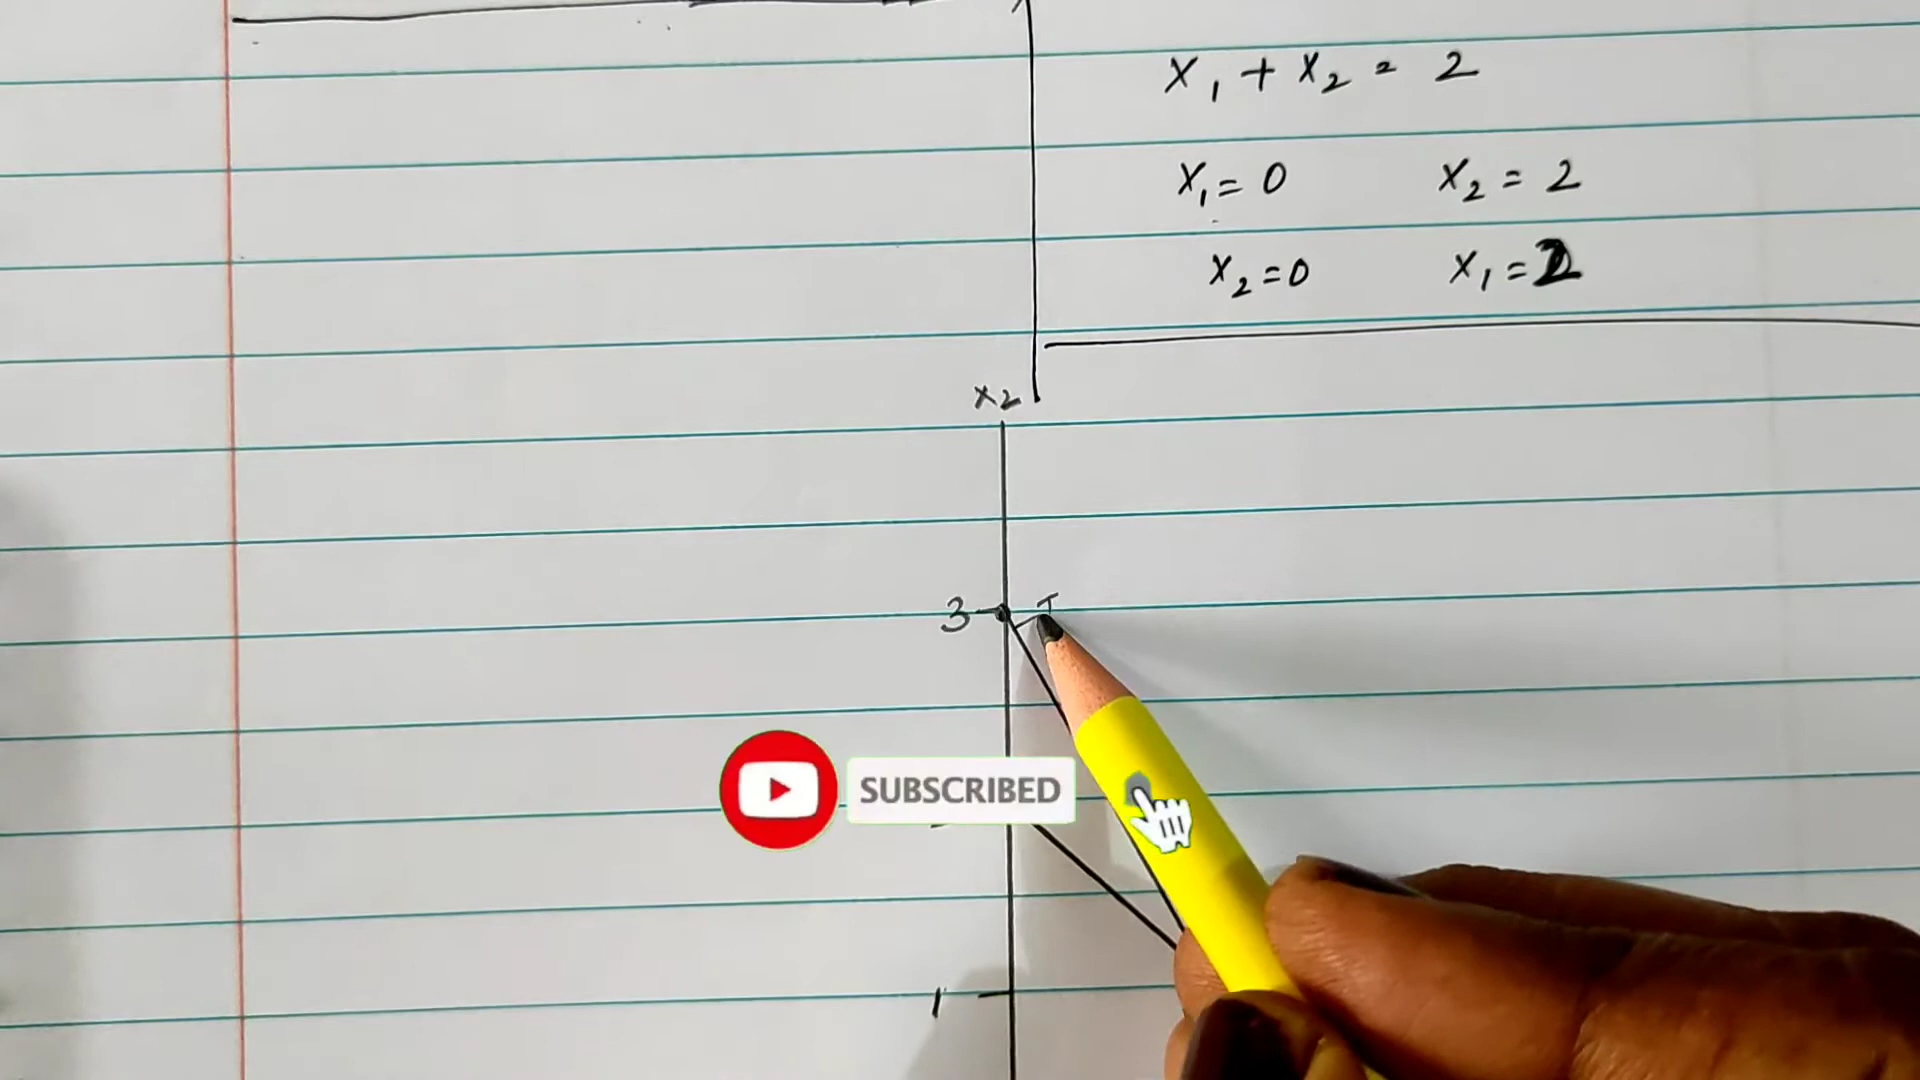 X₁ + X₂ = 2
X₁ = 0 X₂ = 2
X₂ = 0 X₁ = 2
X2
3
SUBSCRIBED
1